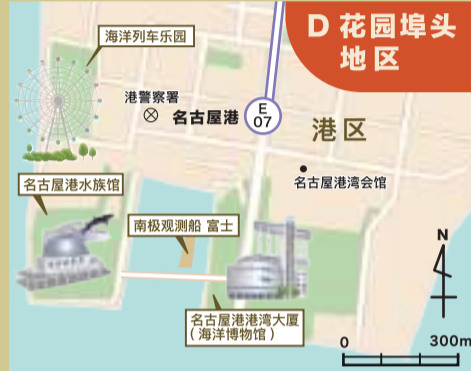 D 花园埠头
地区
海洋列车乐园
港警察署
名古屋港
E
07
港区
名古屋港湾会馆
名古屋港水族馆
南极观测船 富士
名古屋港港湾大厦
（海洋博物馆）
N
0 300m